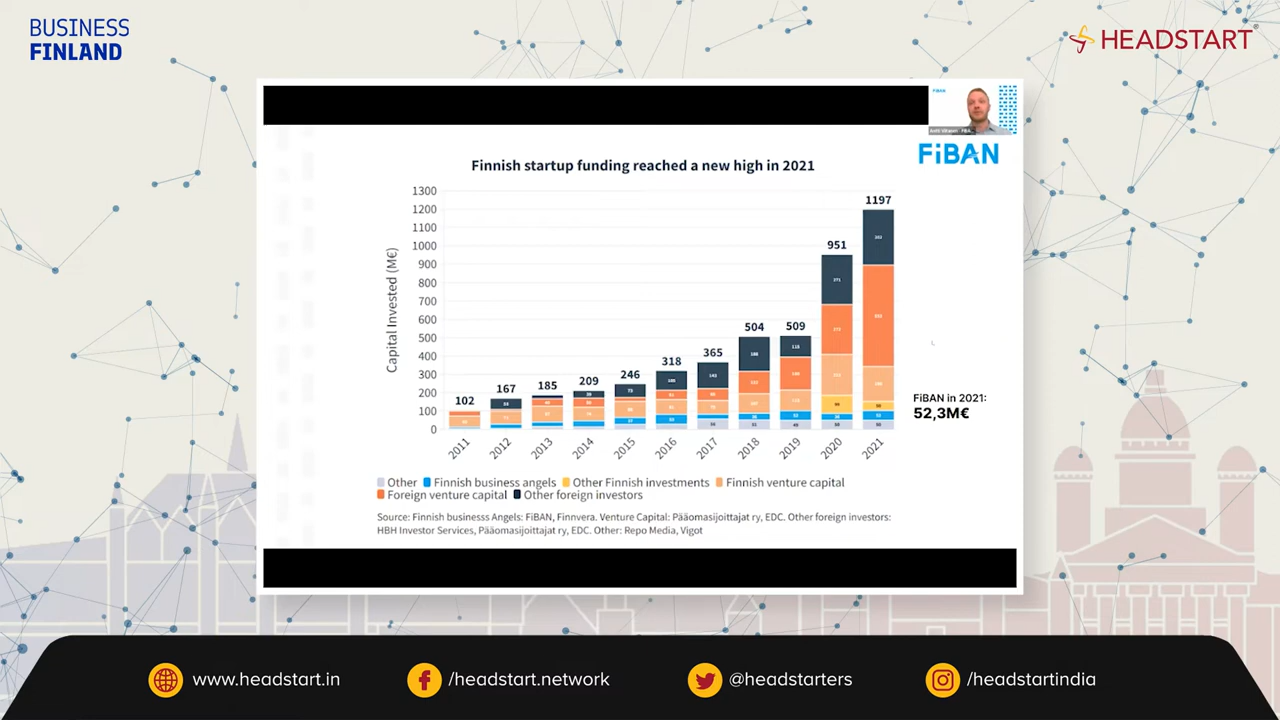 BUSINESS
FINLAND
HEADSTART
FiBAN
Finnish startup funding reached a new high in 2021
Capital Invested (M€)
1300
1200
1100
1000
900
800
700
600
500
400
300
200
100
0
102
167
185
209
246
318
365
504
509
951
1197
2011
2012
2013
2014
2015
2016
2017
2018
2019
2020
2021
FiBAN in 2021:
52,3M€
Other Finnish business angels Other Finnish investments Finnish venture capital
Foreign venture capital Other foreign investors
Source: Finnish businesss Angels: FiBAN, Finnvera. Venture Capital: Pääomasijoittajat ry, EDC. Other foreign investors:
HBH Investor Services, Pääomasijoittajat ry, EDC. Other: Repo Media, Vigot
www.headstart.in
/headstart.network
@headstarters
/headstartindia